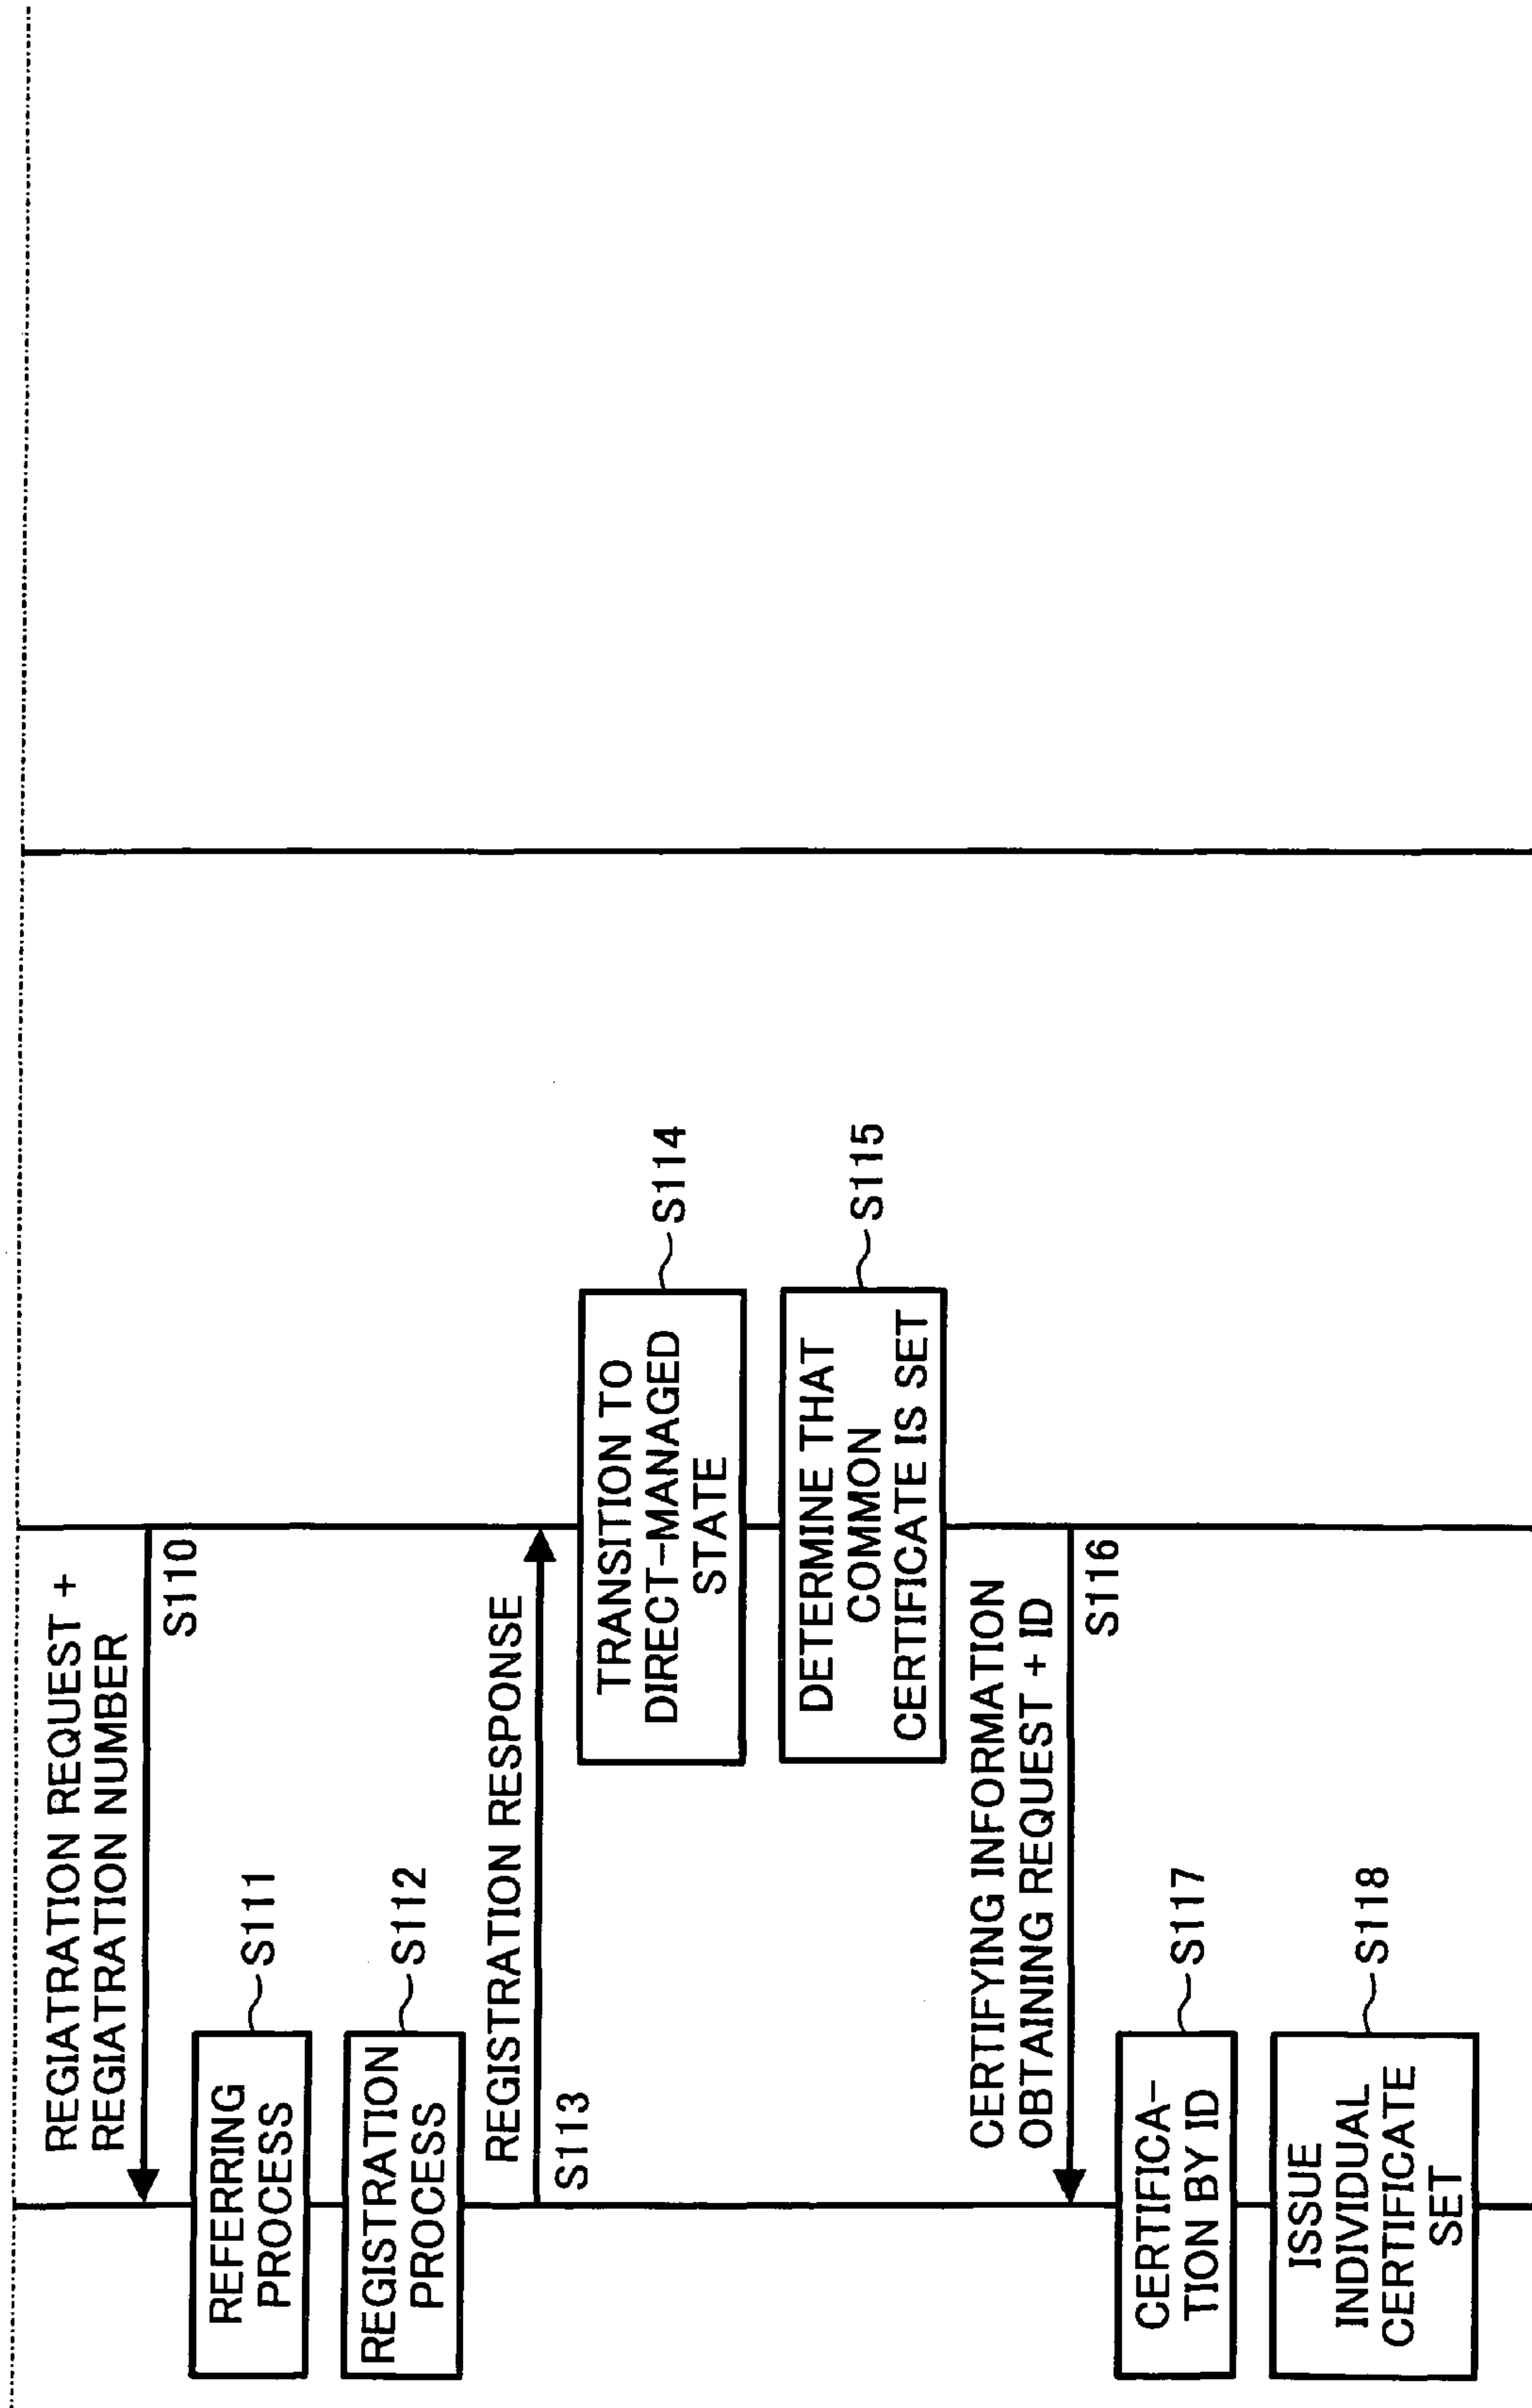 REGIATRATION REQUEST +
REGIATRATION NUMBER
S110
REFERRING
PROCESS
S111
REGISTRATION
PROCESS
S112
REGISTRATION RESPONSE
S113
TRANSITION TO
DIRECT-MANAGED
STATE
S114
DETERMINE THAT
COMMON
CERTIFICATE IS SET
S115
CERTIFYING INFORMATION
OBTAINING REQUEST + ID
S116
CERTIFICA-
TION BY ID
S117
ISSUE
INDIVIDUAL
CERTIFICATE
SET
S118